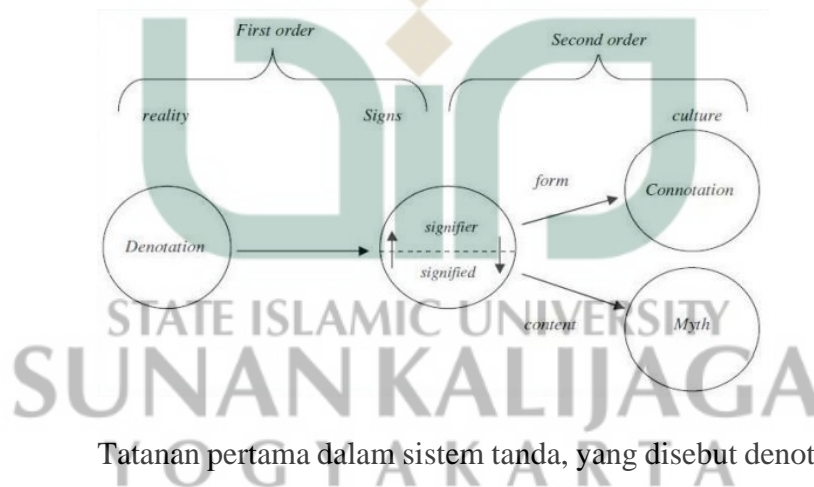 First order
Second order
reality
Signs
culture
form
Connotation
signifier
Denotation
signified
content
Myth
STATE ISLAMIC UNIVERSITY
SUNAN KALIJAGA
YOGYAKARTA
Tatanan pertama dalam sistem tanda, yang disebut denot